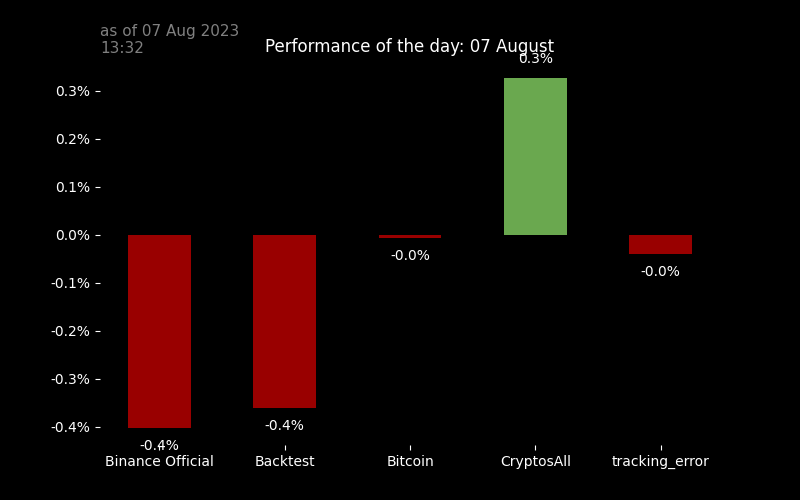 as of 07 Aug 2023
13:32
Performance of the day: 07 August
0.3%
0.3%
0.2%
0.1%
0.0%
-0.1%
-0.2%
-0.3%
-0.4%
-0.0%
-0.0%
-0.4%
-0.4%
Binance Official
Backtest
Bitcoin
CryptosAll
tracking_error